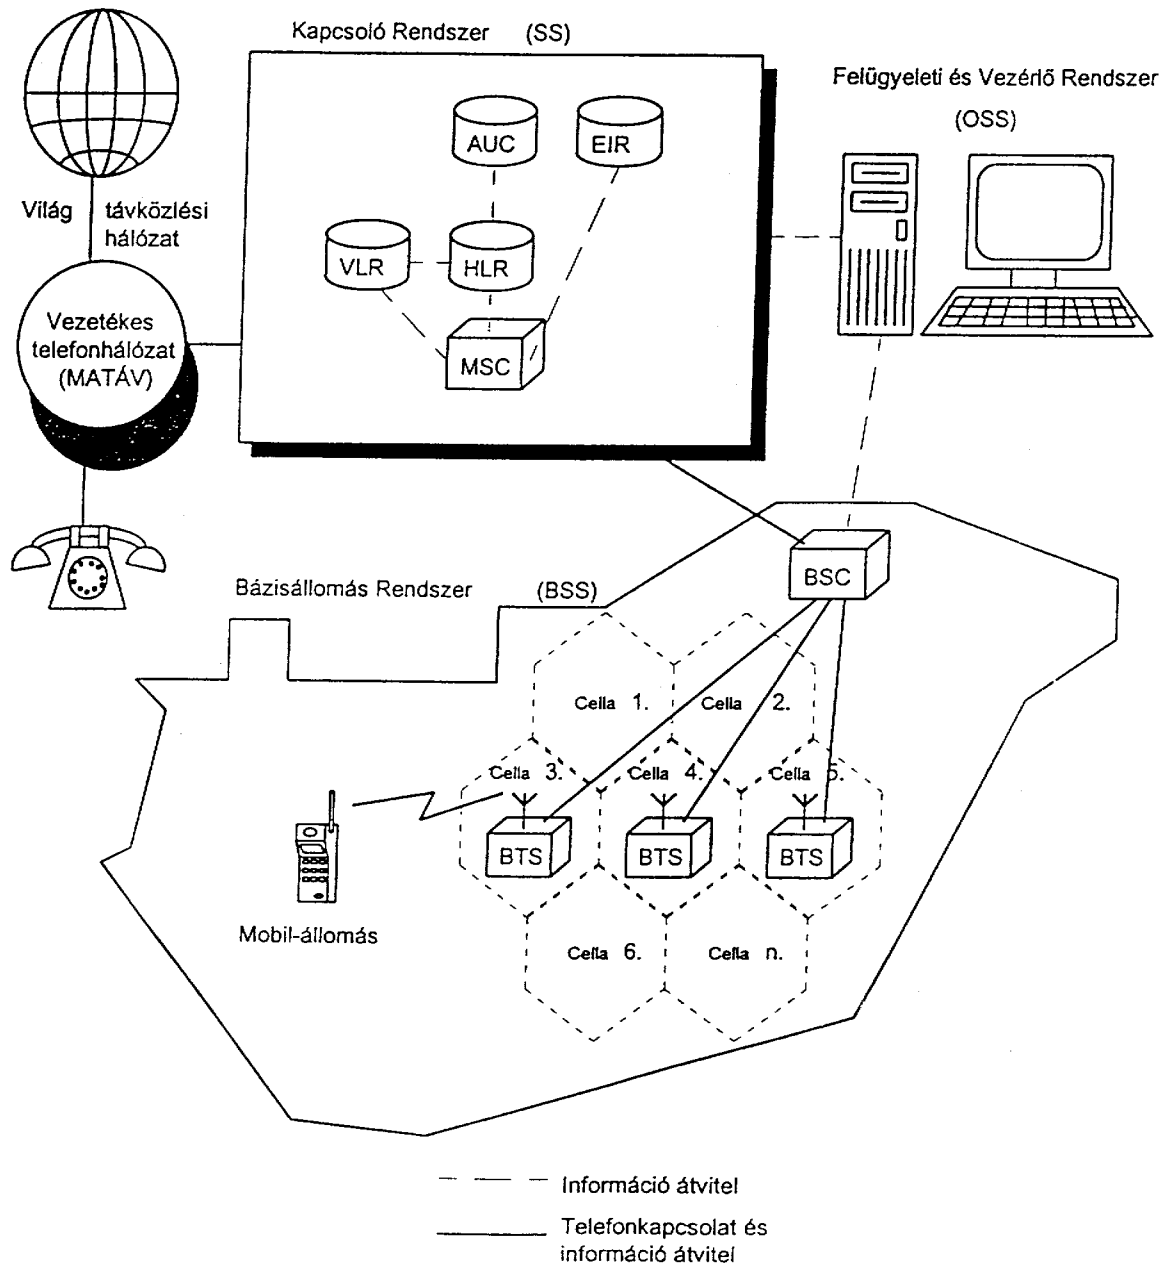 Kapcsoló Rendszer (SS)
Felügyeleti és Vezérlő Rendszer
(OSS)
AUC
EIR
Világ távközlési
hálózat
VLR
HLR
Vezetékes
telefonhálózat
(MATÁV)
MSC
BSC
Bázisállomás Rendszer (BSS)
Cella 1.
Cella 2.
Cella 3.
Cella 4.
Cella 5.
BTS
BTS
BTS
Mobil-állomás
Cella 6.
Cella n.
Információ átvitel
Telefonkapcsolat és
információ átvitel